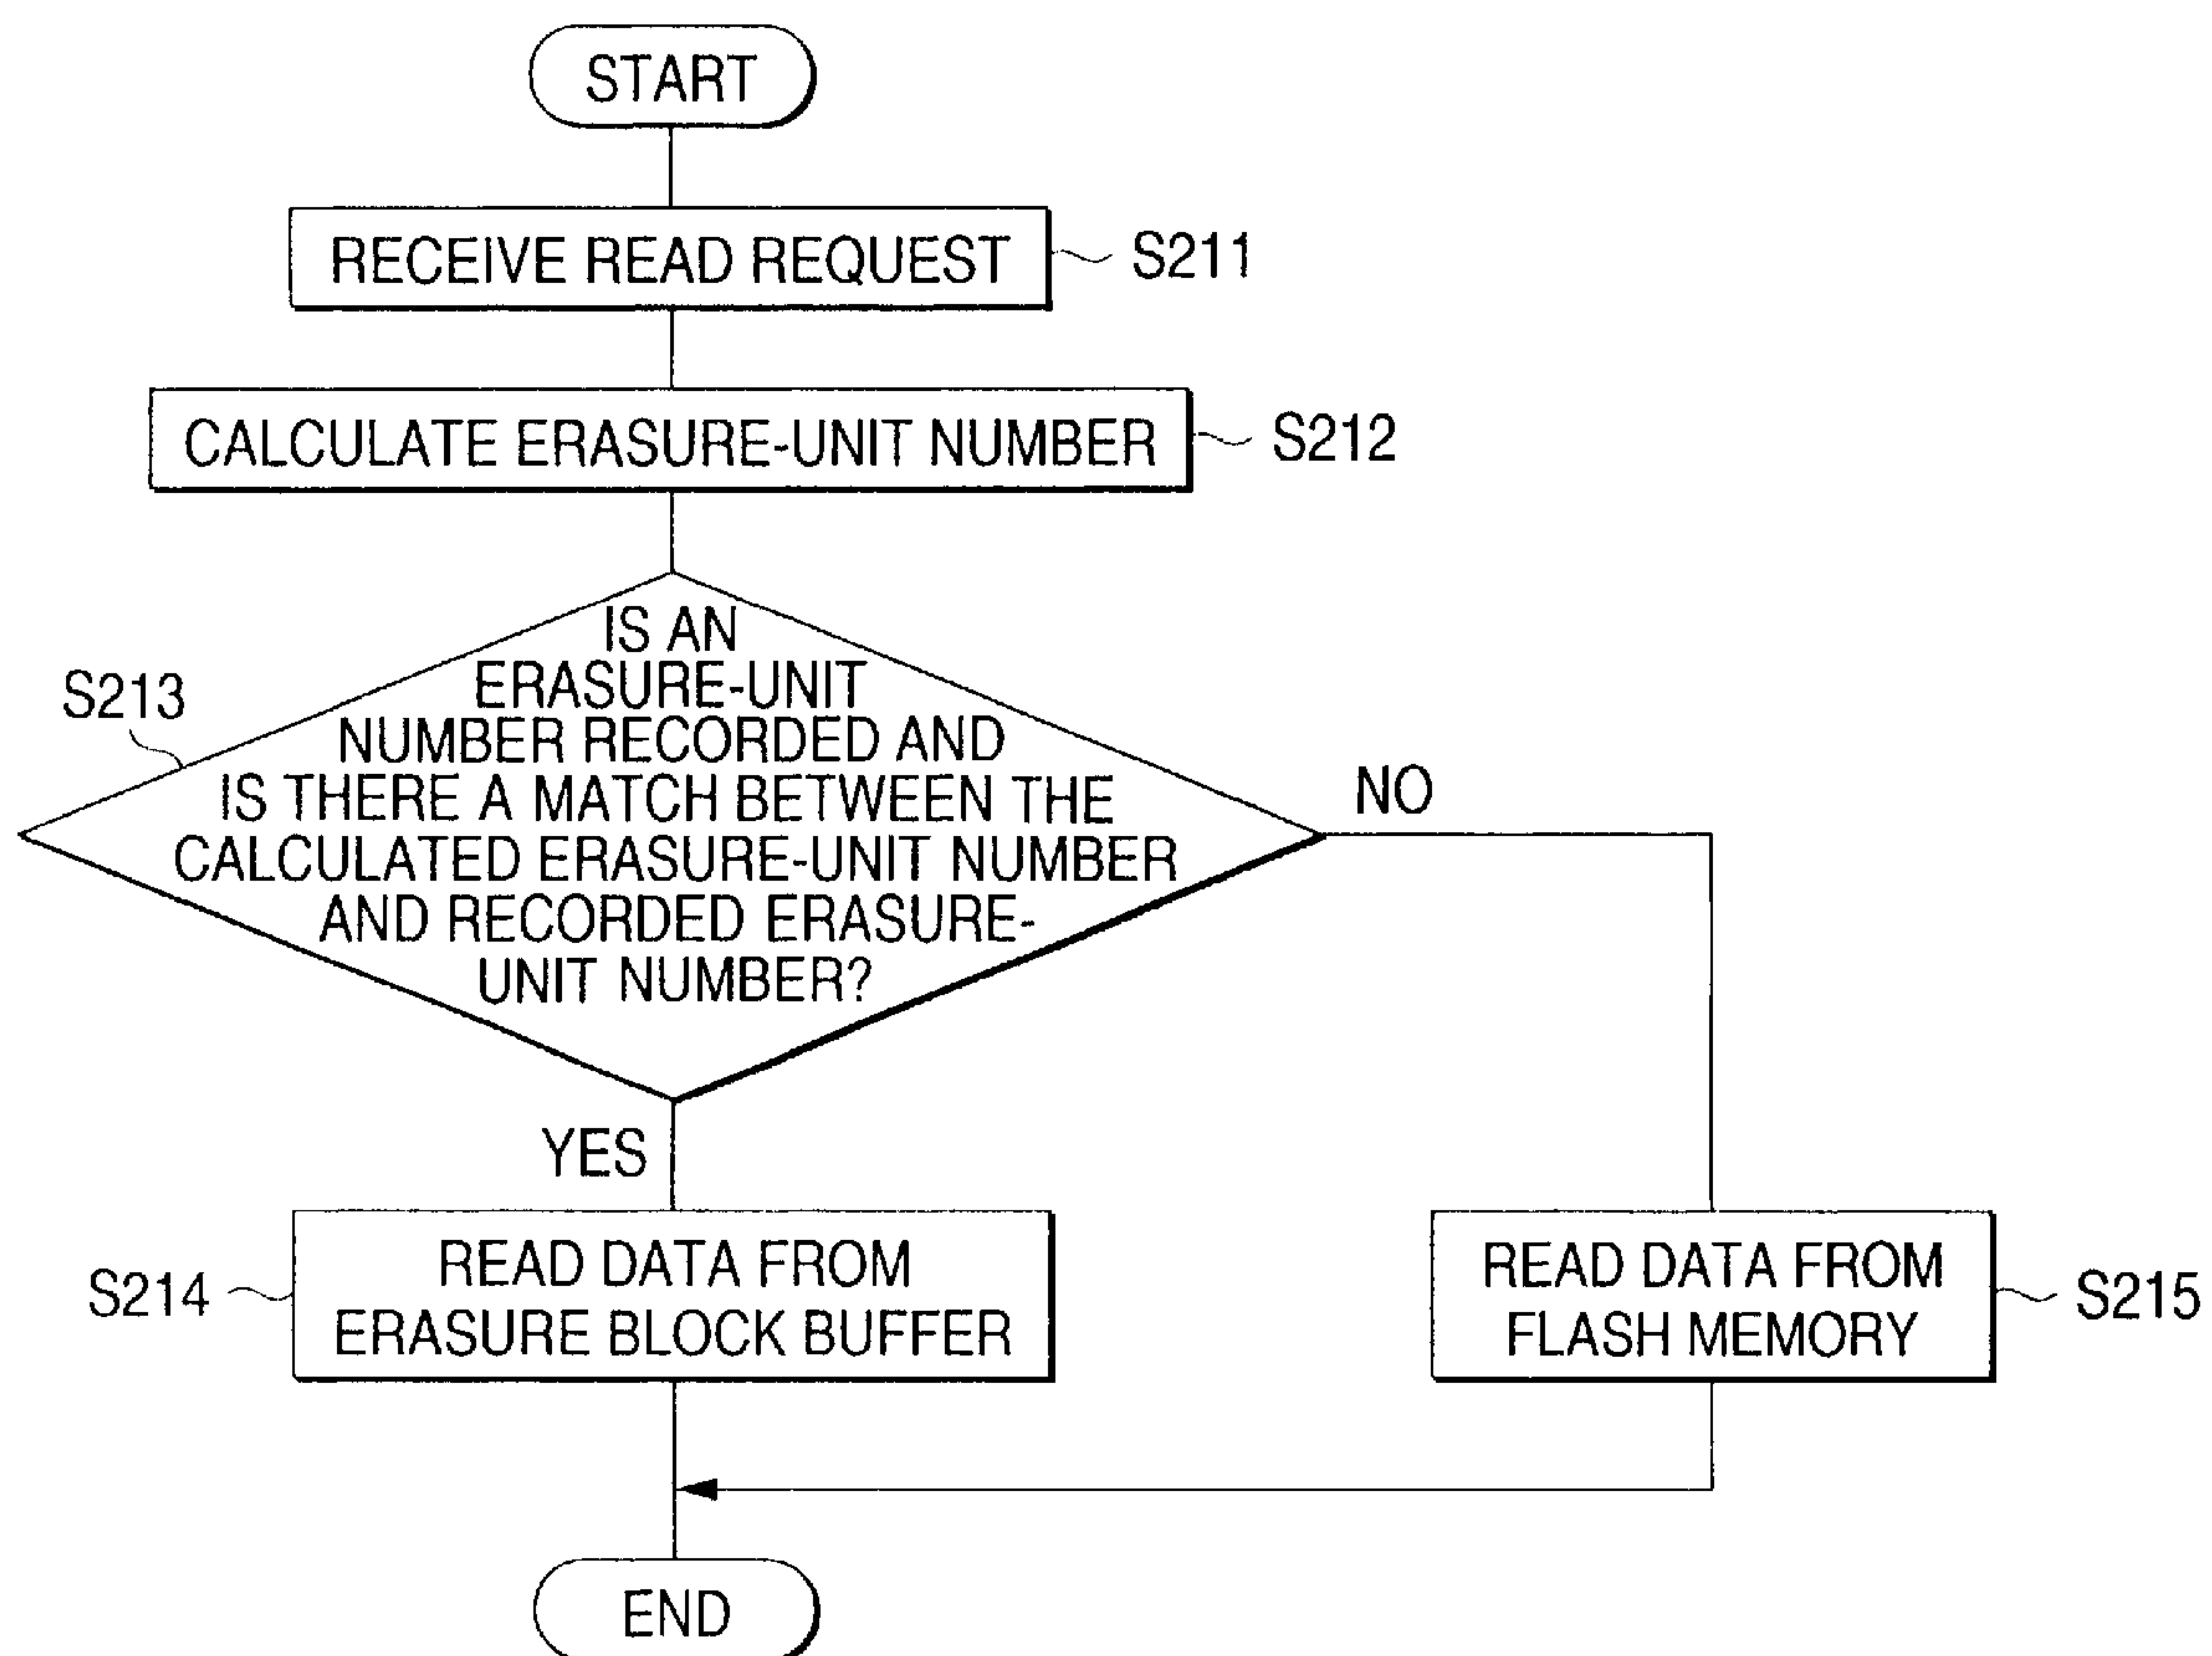 START
RECEIVE READ REQUEST
S211
CALCULATE ERASURE-UNIT NUMBER
S212
S213
IS AN
ERASURE-UNIT
NUMBER RECORDED AND
IS THERE A MATCH BETWEEN THE
CALCULATED ERASURE-UNIT NUMBER
AND RECORDED ERASURE-
UNIT NUMBER?
NO
YES
S214
READ DATA FROM
ERASURE BLOCK BUFFER
READ DATA FROM
FLASH MEMORY
S215
END